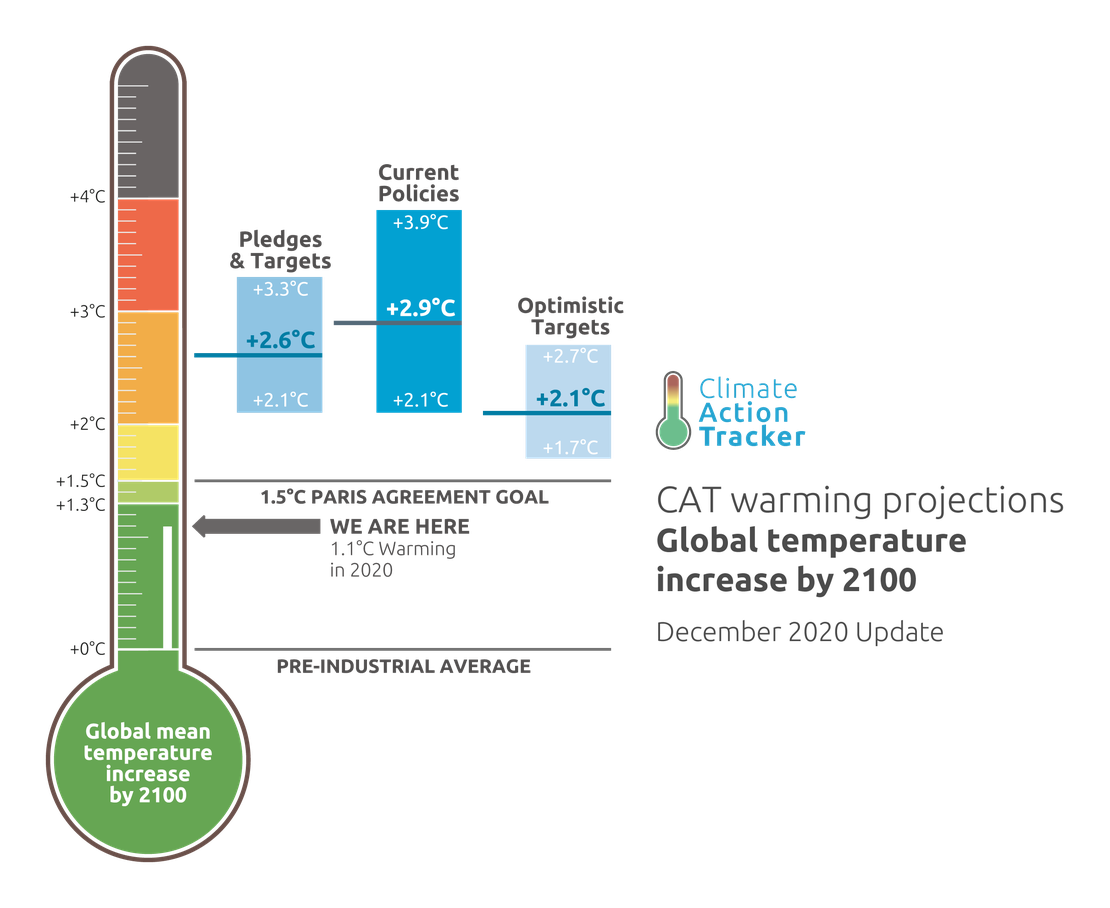 +4°C
+3°C
+2°C
+1.5°C
+1.3°C
+0°C
Global mean
temperature
increase
by 2100
Pledges
& Targets
+3.3°C
+2.6°C
+2.1°C
Current
Policies
+3.9°C
+2.9°C
+2.1°C
Optimistic
Targets
+2.7°C
+2.1°C
+1.7°C
1.5°C PARIS AGREEMENT GOAL
WE ARE HERE
1.1°C Warming
in 2020
PRE-INDUSTRIAL AVERAGE
Climate
Action
Tracker
CAT warming projections
Global temperature
increase by 2100
December 2020 Update